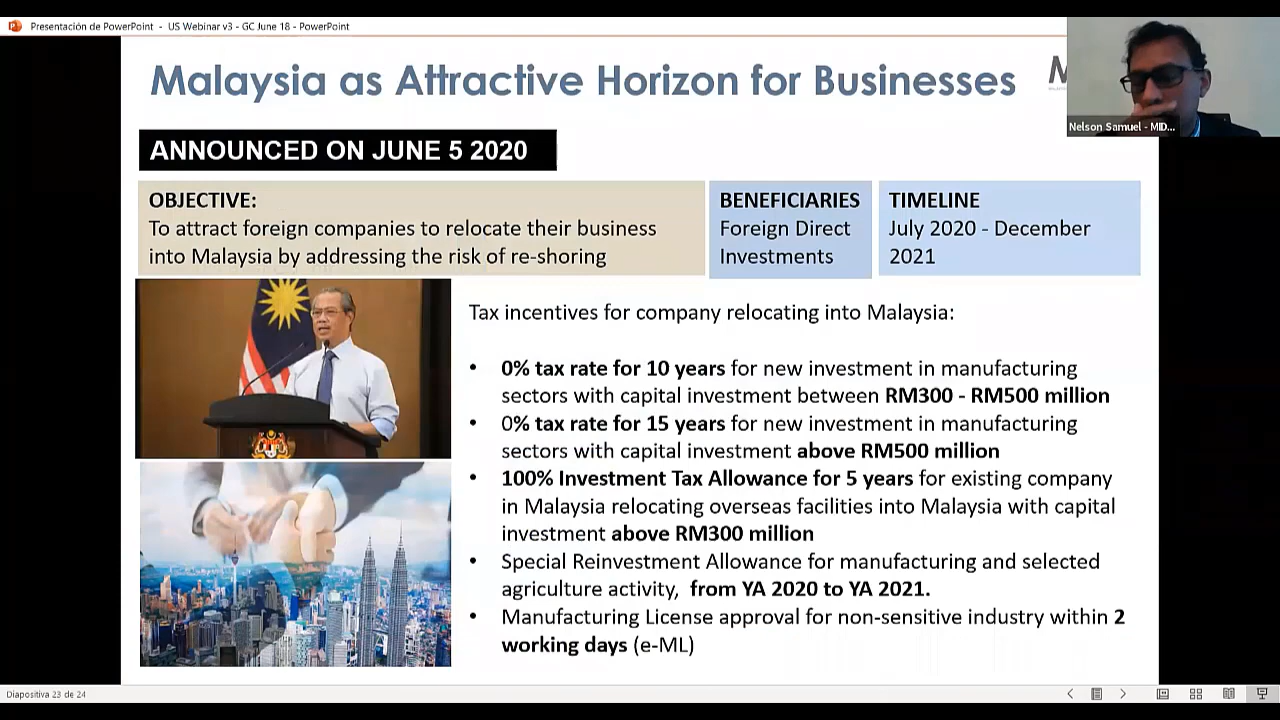 Presentación de PowerPoint - US Webinar v3 - GC June 18 - PowerPoint
Malaysia as Attractive Horizon for Businesses
Nelson Samuel - MID...
ANNOUNCED ON JUNE 5 2020
OBJECTIVE:
To attract foreign companies to relocate their business
into Malaysia by addressing the risk of re-shoring
BENEFICIARIES
Foreign Direct
Investments
TIMELINE
July 2020 - December
2021
Tax incentives for company relocating into Malaysia:
• 0% tax rate for 10 years for new investment in manufacturing
sectors with capital investment between RM300 - RM500 million
• 0% tax rate for 15 years for new investment in manufacturing
sectors with capital investment above RM500 million
• 100% Investment Tax Allowance for 5 years for existing company
in Malaysia relocating overseas facilities into Malaysia with capital
investment above RM300 million
• Special Reinvestment Allowance for manufacturing and selected
agriculture activity, from YA 2020 to YA 2021.
• Manufacturing License approval for non-sensitive industry within 2
working days (e-ML)
Diapositiva 23 de 24